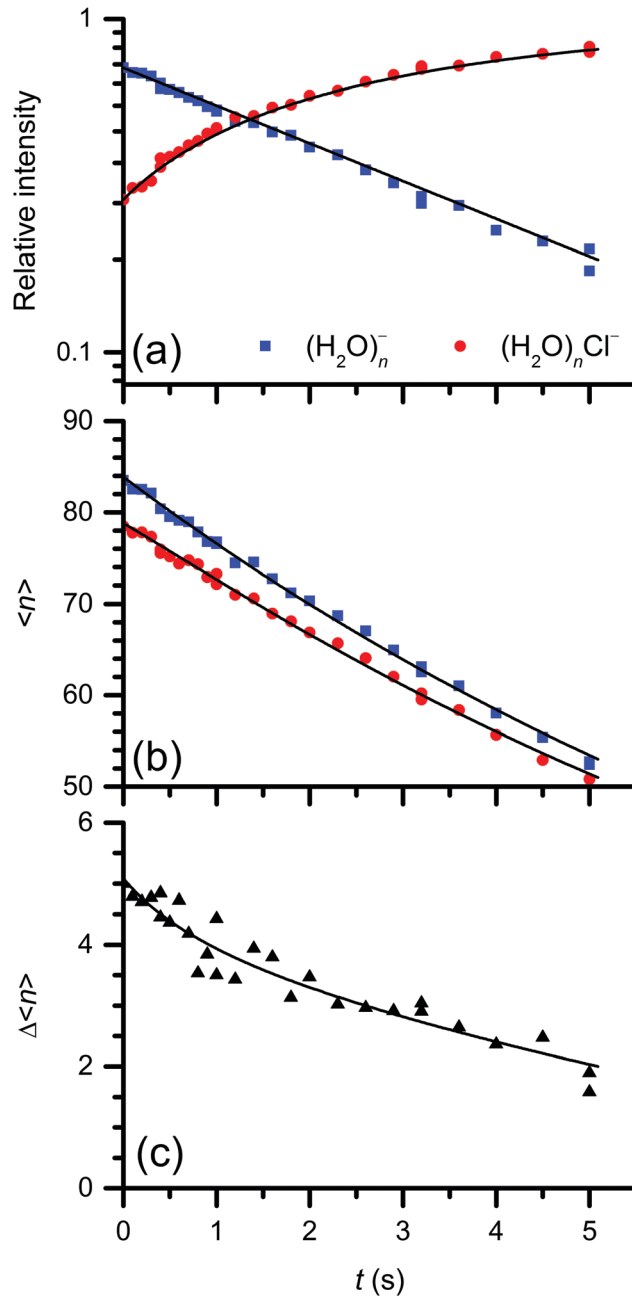 1
Relative intensity
0.1
(a)
(H₂O)ₙ⁻
(H₂O)ₙCl⁻
90
80
70
<n>
60
50
(b)
6
4
Δ<n>
2
0
(c)
0 1 2 3 4 5
t (s)